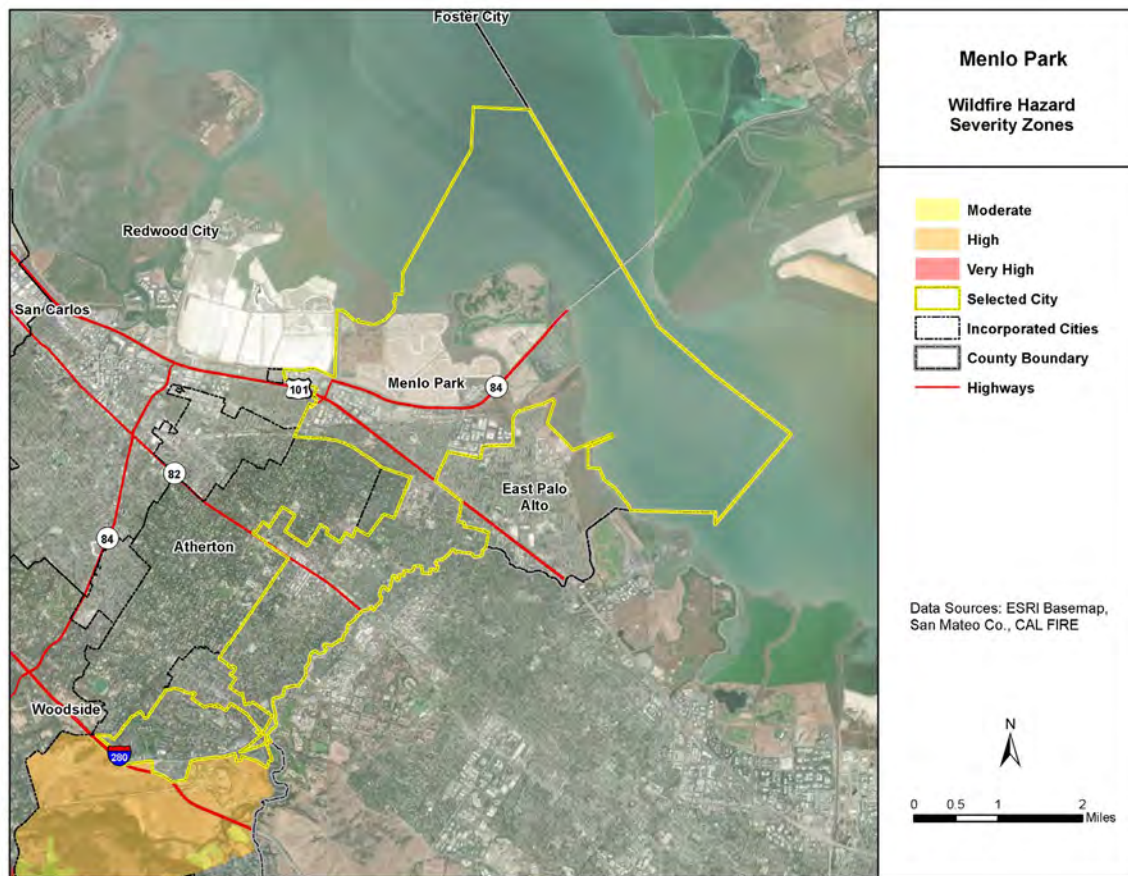 Foster City
Redwood City
San Carlos
101
Menlo Park
84
82
East Palo
Alto
84
Atherton
Woodside
280
Menlo Park
Wildfire Hazard
Severity Zones
Moderate
High
Very High
Selected City
Incorporated Cities
County Boundary
Highways
Data Sources: ESRI Basemap,
San Mateo Co., CAL FIRE
N
0 0.5 1 2
Miles